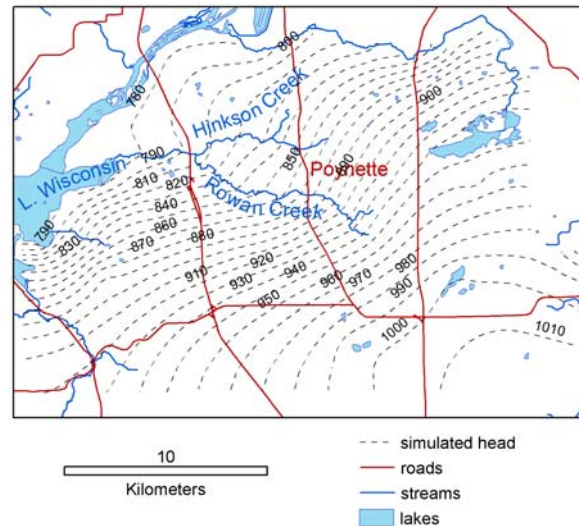 800
780
900
Hinkson Creek
790
850
Poynette
890
L. Wisconsin
810
820
Rowan Creek
840
790
830
860
870
880
910
920
930
940
950
960
970
980
990
1000
1010
10
Kilometers
simulated head
roads
streams
lakes